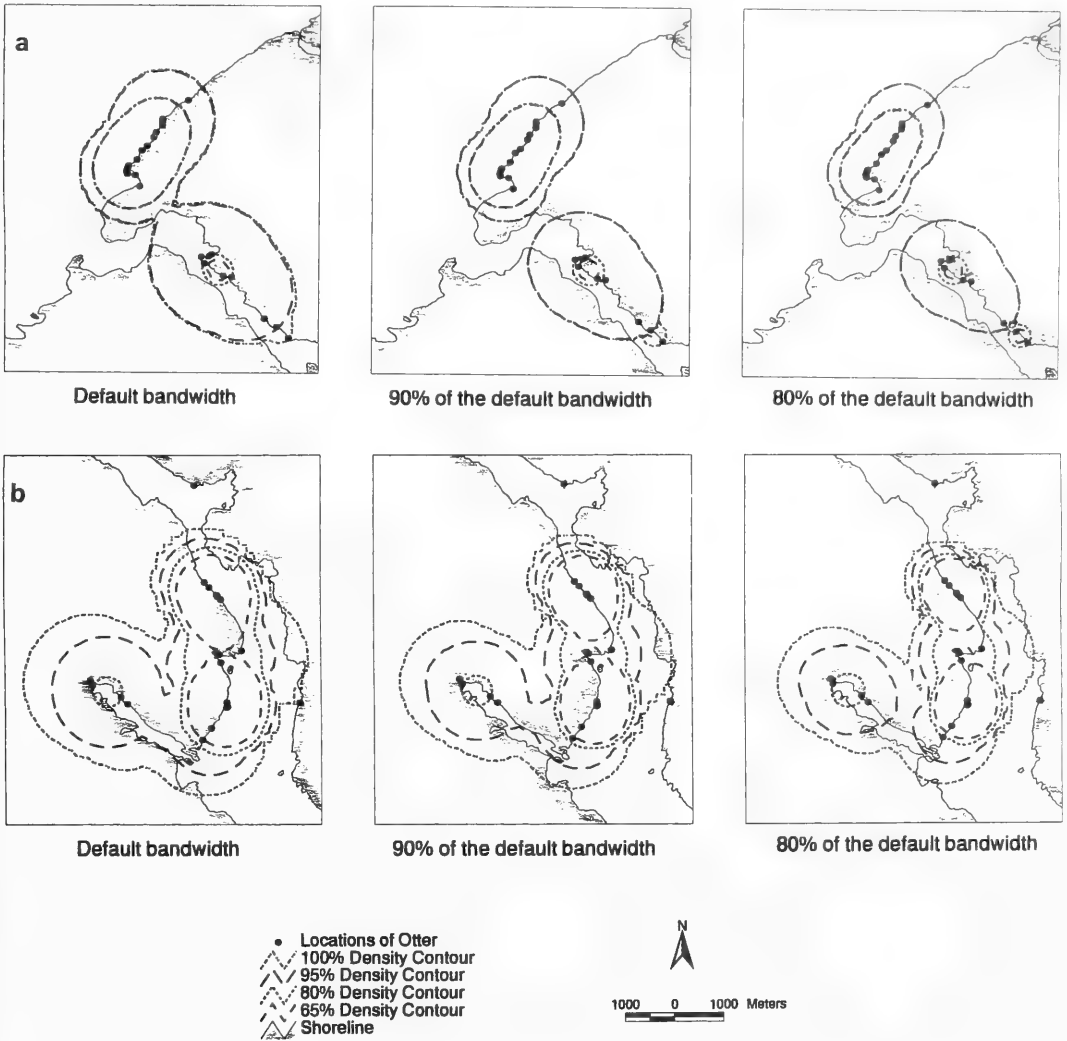 a
Default bandwidth
90% of the default bandwidth
80% of the default bandwidth
b
Default bandwidth
90% of the default bandwidth
80% of the default bandwidth
Locations of Otter
100% Density Contour
95% Density Contour
80% Density Contour
65% Density Contour
Shoreline
N
1000 0 1000 Meters